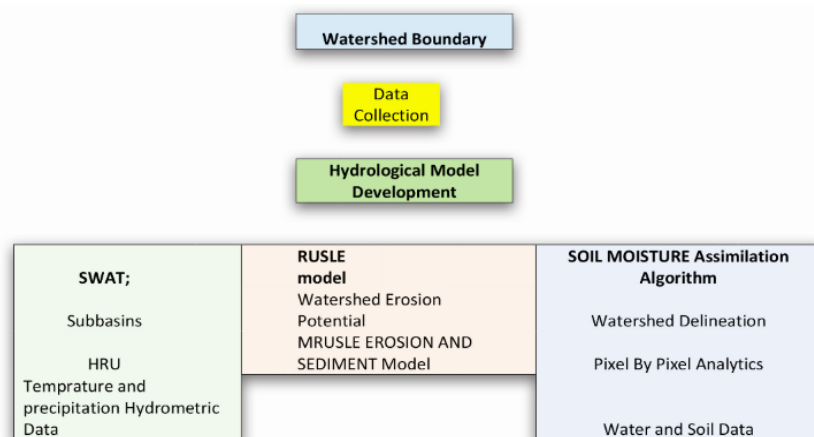 Watershed Boundary
Data
Collection
Hydrological Model
Development
SWAT;
Subbasins
HRU
Temprature and
precipitation Hydrometric
Data
RUSLE
model
Watershed Erosion
Potential
MRUSLE EROSION AND
SEDIMENT Model
SOIL MOISTURE Assimilation
Algorithm
Watershed Delineation
Pixel By Pixel Analytics
Water and Soil Data